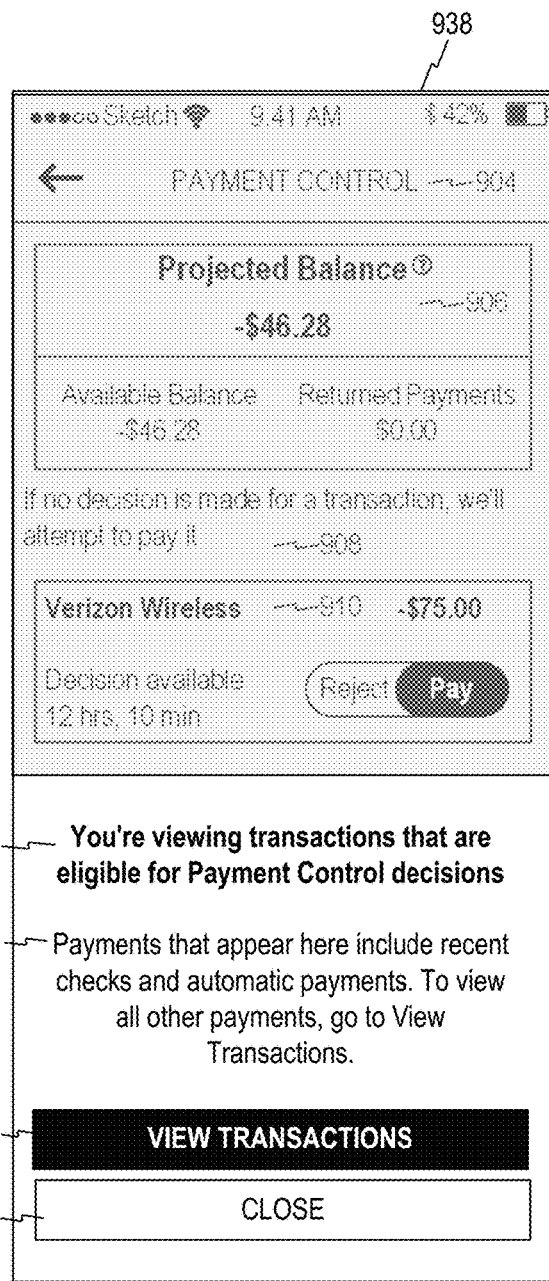 938
Sketch 9:41 AM 42%
PAYMENT CONTROL 904
Projected Balance ?
906
-$46.28
Available Balance Returned Payments
-$46.28 $0.00
If no decision is made for a transaction, we'll
attempt to pay it
908
Verizon Wireless 910 -$75.00
Decision available
12 hrs, 10 min
Reject Pay
You're viewing transactions that are
eligible for Payment Control decisions
Payments that appear here include recent
checks and automatic payments. To view
all other payments, go to View
Transactions.
VIEW TRANSACTIONS
CLOSE